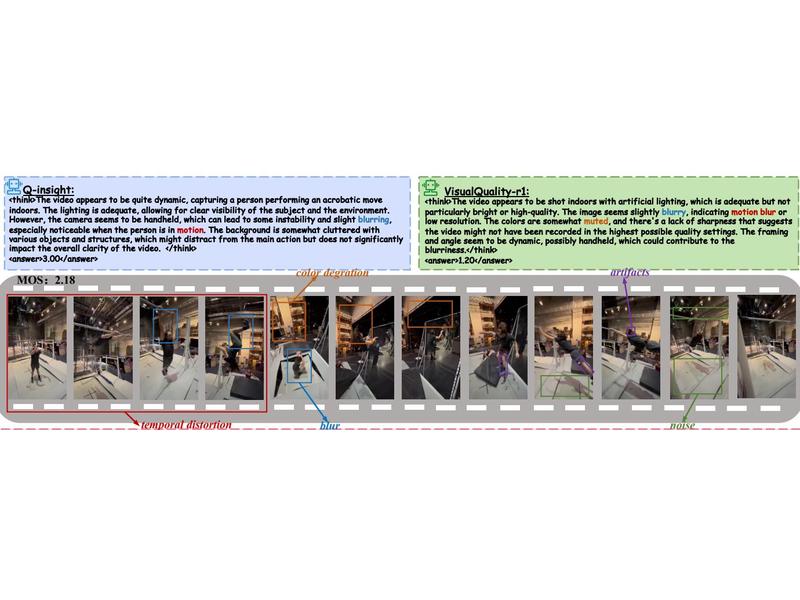 Q-insight:
<think>The video appears to be quite dynamic, capturing a person performing an acrobatic move
indoors. The lighting is adequate, allowing for clear visibility of the subject and the environment.
However, the camera seems to be handheld, which can lead to some instability and slight blurring,
especially noticeable when the person is in motion. The background is somewhat cluttered with
various objects and structures, which might distract from the main action but does not significantly
impact the overall clarity of the video. </think>
<answer>3.00</answer>
VisualQuality-r1:
<think>The video appears to be shot indoors with artificial lighting, which is adequate but not
particularly bright or high-quality. The image seems slightly blurry, indicating motion blur or
low resolution. The colors are somewhat muted, and there's a lack of sharpness that suggests
the video might not have been recorded in the highest possible quality settings. The framing
and angle seem to be dynamic, possibly handheld, which could contribute to the
blurriness.</think>
<answer>1.20</answer>
MOS: 2.18
color degration
artifacts
temporal distortion
blur
noise